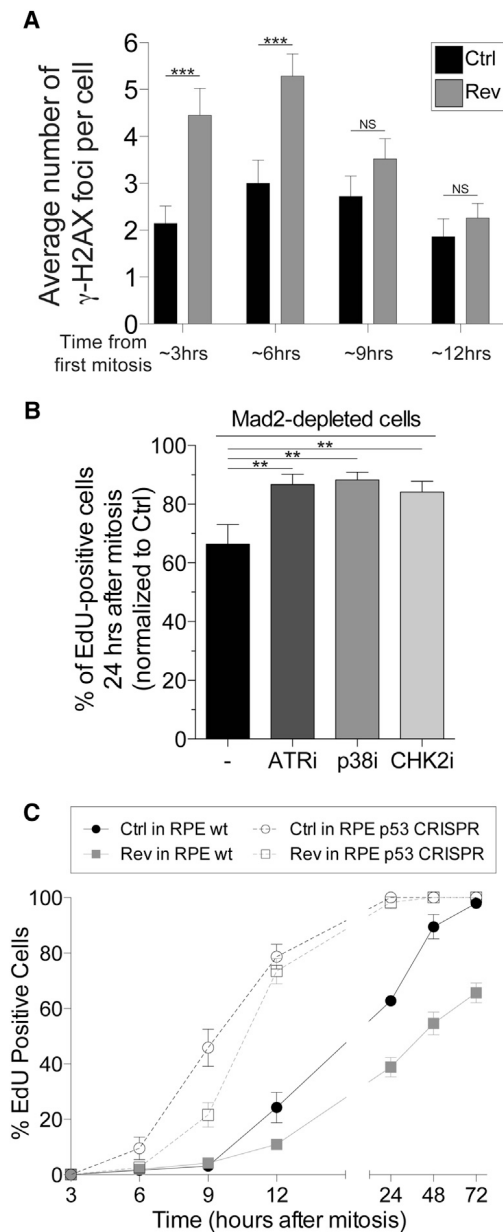 A
Average number of
γ-H2AX foci per cell
6
5
4
3
2
1
0
***
***
NS
NS
Ctrl
Rev
Time from
first mitosis
~3hrs
~6hrs
~9hrs
~12hrs
B
Mad2-depleted cells
% of EdU-positive cells
24 hrs after mitosis
(normalized to Ctrl)
100
80
60
40
20
0
**
**
**
-
ATRi
p38i
CHK2i
C
Ctrl in RPE wt
Ctrl in RPE p53 CRISPR
Rev in RPE wt
Rev in RPE p53 CRISPR
% EdU Positive Cells
100
80
60
40
20
0
3
6
9
12
24
48
72
Time (hours after mitosis)